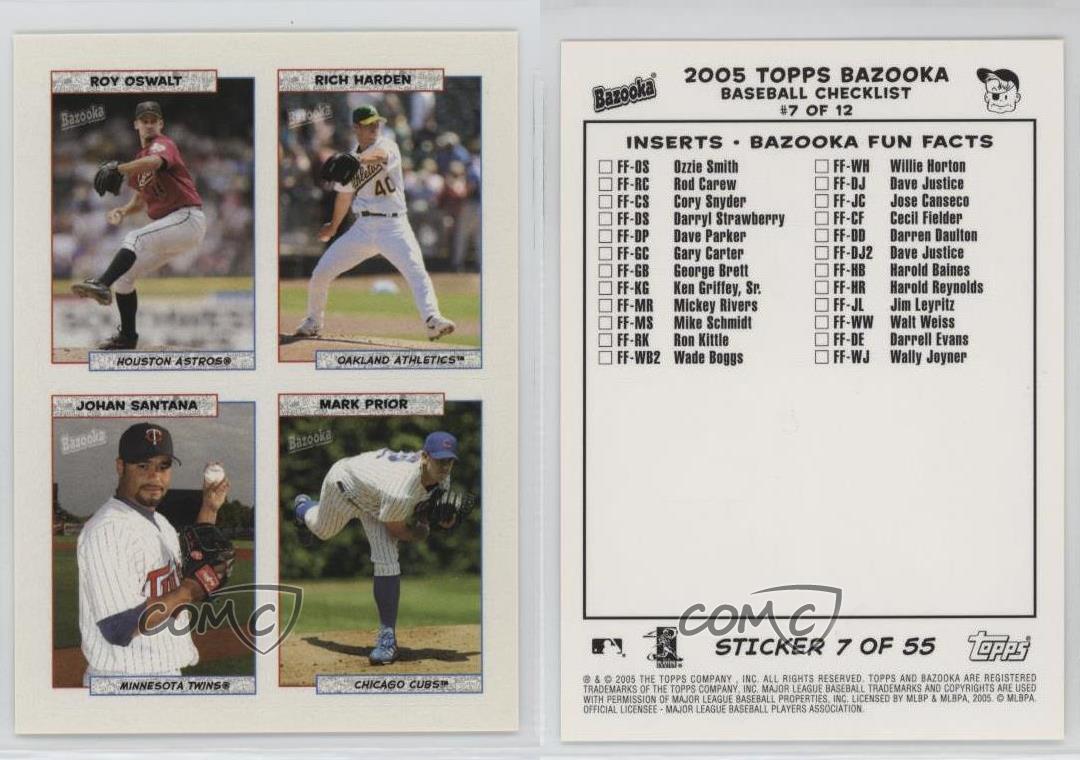 ROY OSWALT
Bazooka
HOUSTON ASTROS®
RICH HARDEN
Bazooka
Athletics
40
OAKLAND ATHLETICS™
JOHAN SANTANA
Bazooka
MINNESOTA TWINS®
MARK PRIOR
Bazooka
CHICAGO CUBS™
COMC
Bazooka®
2005 TOPPS BAZOOKA
BASEBALL CHECKLIST
#7 OF 12
INSERTS · BAZOOKA FUN FACTS
FF-OS Ozzie Smith
FF-RC Rod Carew
FF-CS Cory Snyder
FF-DS Darryl Strawberry
FF-DP Dave Parker
FF-GC Gary Carter
FF-GB George Brett
FF-KG Ken Griffey, Sr.
FF-MR Mickey Rivers
FF-MS Mike Schmidt
FF-RK Ron Kittle
FF-WB2 Wade Boggs
FF-WH Willie Horton
FF-DJ Dave Justice
FF-JC Jose Canseco
FF-CF Cecil Fielder
FF-DD Darren Daulton
FF-DJ2 Dave Justice
FF-HB Harold Baines
FF-HR Harold Reynolds
FF-JL Jim Leyritz
FF-WW Walt Weiss
FF-DE Darrell Evans
FF-WJ Wally Joyner
COMC
STICKER 7 OF 55
Topps
® & © 2005 THE TOPPS COMPANY , INC. ALL RIGHTS RESERVED. TOPPS AND BAZOOKA ARE REGISTERED
TRADEMARKS OF THE TOPPS COMPANY, INC. MAJOR LEAGUE BASEBALL TRADEMARKS AND COPYRIGHTS ARE USED
WITH PERMISSION OF MAJOR LEAGUE BASEBALL PROPERTIES, INC. LICENSED BY MLBP & MLBPA, 2005. © MLBPA.
OFFICIAL LICENSEE - MAJOR LEAGUE BASEBALL PLAYERS ASSOCIATION.